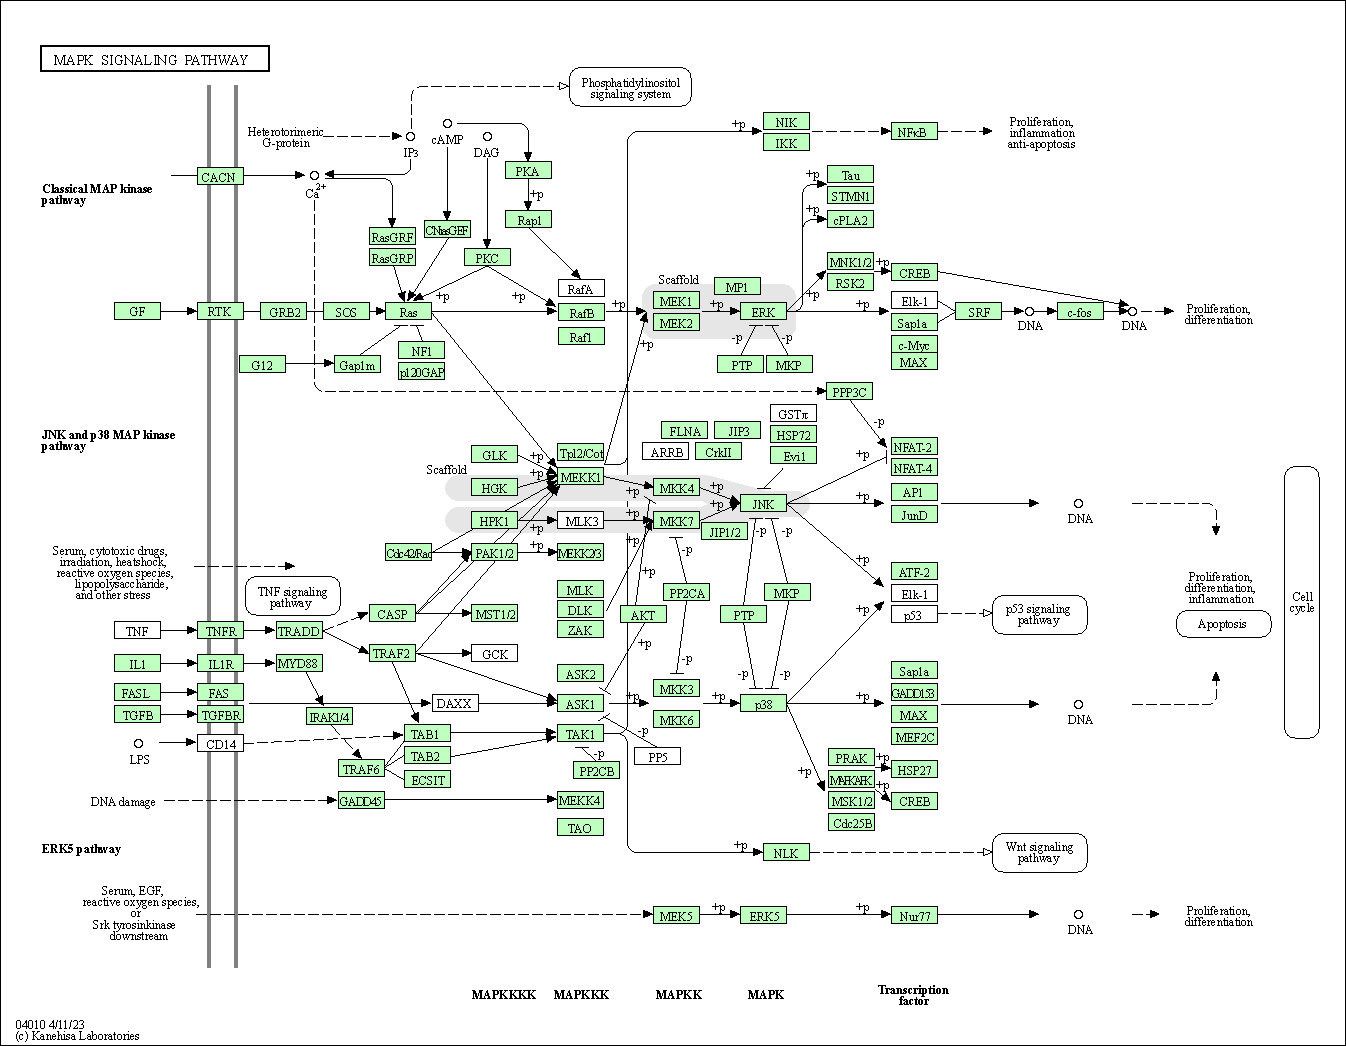 MAPK SIGNALING PATHWAY
Phosphatidylinositol
signaling system
Heterotorimeric
G-protein
IP3
cAMP
DAG
CACN
Ca2+
PKA
+p
Rap1
Classical MAP kinase
pathway
RasGRF
RasGRP
CNrasGEF
PKC
+p
NIK
IKK
NFκB
Proliferation,
inflammation
anti-apoptosis
+p
+p
Tau
STMN1
cPLA2
MNK1/2
RSK2
+p
CREB
Scaffold
MP1
RafA
GF
RTK
GRB2
SOS
Ras
+p
+p
RafB
Raf1
+p
MEK1
MEK2
+p
ERK
+p
+p
Elk-1
Sap1a
SRF
DNA
c-fos
DNA
Proliferation,
differentiation
c-Myc
MAX
NF1
p120GAP
G12
Gap1m
+p
-p
-p
PTP
MKP
PPP3C
-p
JNK and p38 MAP kinase
pathway
GSTπ
HSP72
Evi1
FLNA
JIP3
ARRB
CrkII
NFAT-2
NFAT-4
+p
Scaffold
GLK
HGK
HPK1
+p
+p
+p
+p
Tpl2/Cot
MEKK1
MLK3
+p
+p
+p
MKK4
MKK7
+p
+p
JNK
JIP1/2
+p
AP1
JunD
DNA
Cdc42/Rac
PAK1/2
+p
MEKK2/3
+p
-p
-p
-p
+p
ATF-2
Elk-1
p53
+p
p53 signaling
pathway
Serum, cytotoxic drugs,
irradiation, heatshock,
reactive oxygen species,
lipopolysaccharide,
and other stress
TNF signaling
pathway
MLK
DLK
ZAK
AKT
PP2CA
PTP
MKP
CASP
MST1/2
Proliferation,
differentiation,
inflammation
Apoptosis
Cell
cycle
TNF
TNFR
TRADD
TRAF2
GCK
+p
-p
-p
-p
IL1
IL1R
MYD88
FASL
FAS
TGFB
TGFBR
IRAK1/4
DAXX
ASK2
ASK1
+p
MKK3
MKK6
+p
p38
+p
Sap1a
GADD153
MAX
MEF2C
DNA
LPS
CD14
TAB1
TAB2
ECSIT
TRAF6
TAK1
-p
-p
PP5
PP2CB
+p
PRAK
MAPKAPK
MSK1/2
Cdc25B
+p
+p
HSP27
CREB
DNA damage
GADD45
MEKK4
TAO
ERK5 pathway
+p
NLK
Wnt signaling
pathway
Serum, EGF,
reactive oxygen species,
or
Srk tyrosinkinase
downstream
MEK5
+p
ERK5
+p
Nur77
DNA
Proliferation,
differentiation
MAPKKKK
MAPKKK
MAPKK
MAPK
Transcription
factor
04010 4/11/23
(c) Kanehisa Laboratories